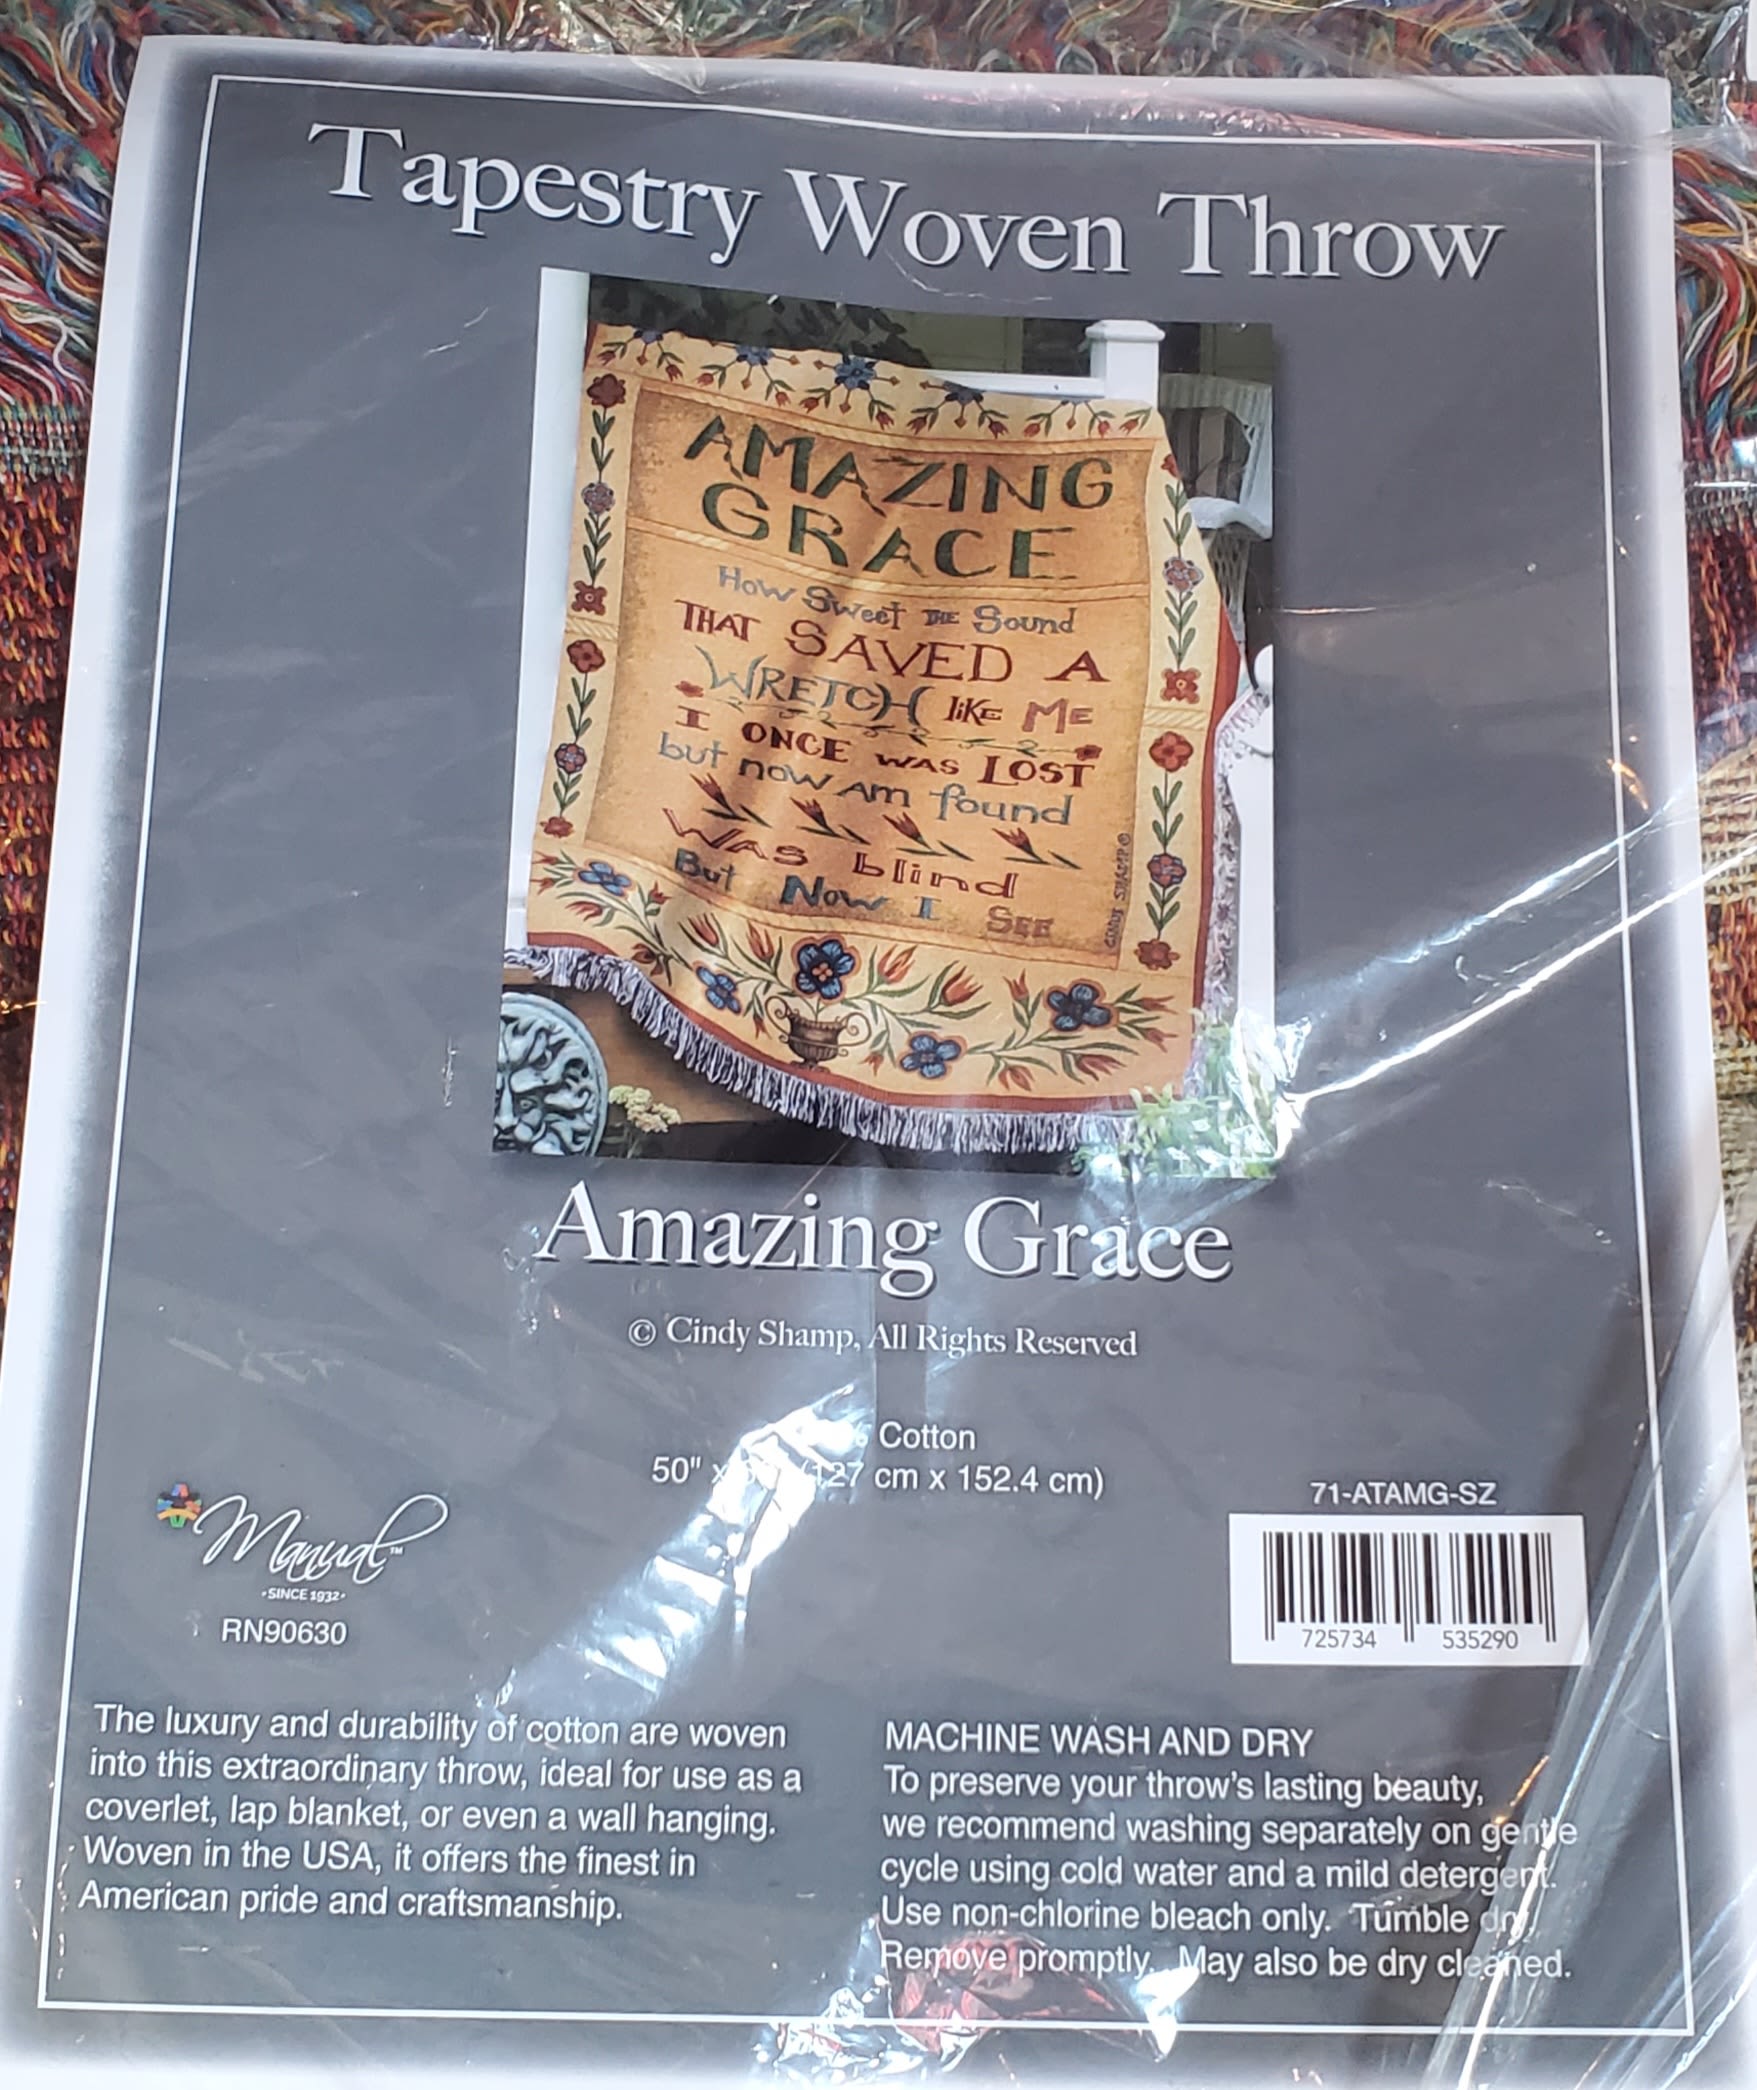 Tapestry Woven Throw
AMAZING
GRACE
How Sweet THE Sound
THAT SAVED A
WRETCH liKE ME
I ONCE WAS LOST
but now am found
WAS blind
But Now I SEE
CINDY SHAMP ©
Amazing Grace
© Cindy Shamp, All Rights Reserved
Cotton
50" x (127 cm x 152.4 cm)
Manual™
•SINCE 1932•
RN90630
71-ATAMG-SZ
725734 535290
The luxury and durability of cotton are woven
into this extraordinary throw, ideal for use as a
coverlet, lap blanket, or even a wall hanging.
Woven in the USA, it offers the finest in
American pride and craftsmanship.
MACHINE WASH AND DRY
To preserve your throw's lasting beauty,
we recommend washing separately on gentle
cycle using cold water and a mild detergent.
Use non-chlorine bleach only. Tumble dry.
Remove promptly. May also be dry cleaned.